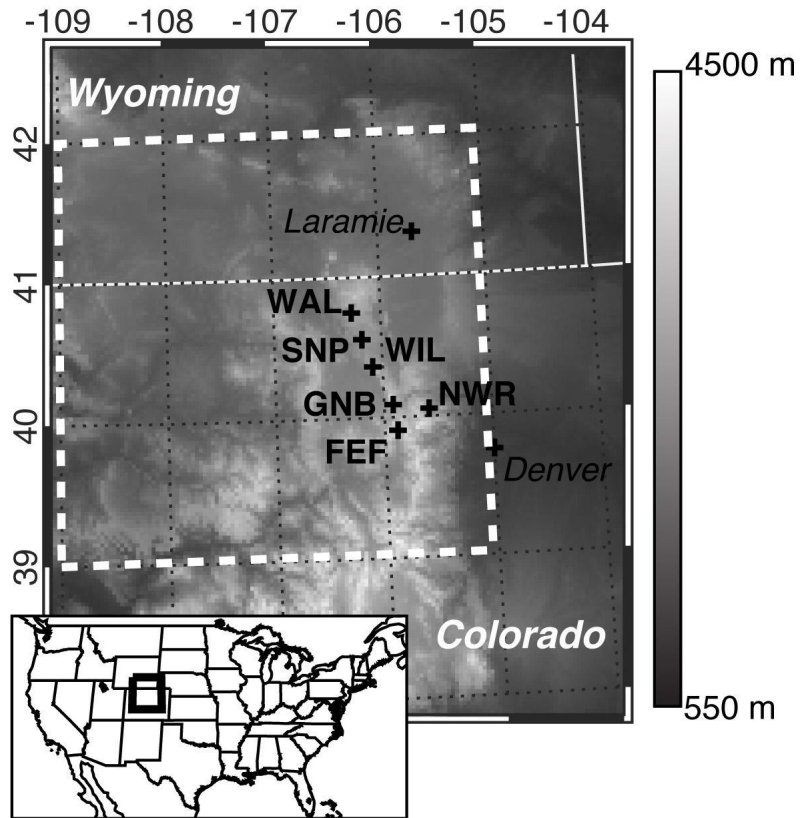 -109 -108 -107 -106 -105 -104
4500 m
Wyoming
42
Laramie
41
WAL
SNP WIL
GNB NWR
40
FEF
Denver
39
Colorado
550 m